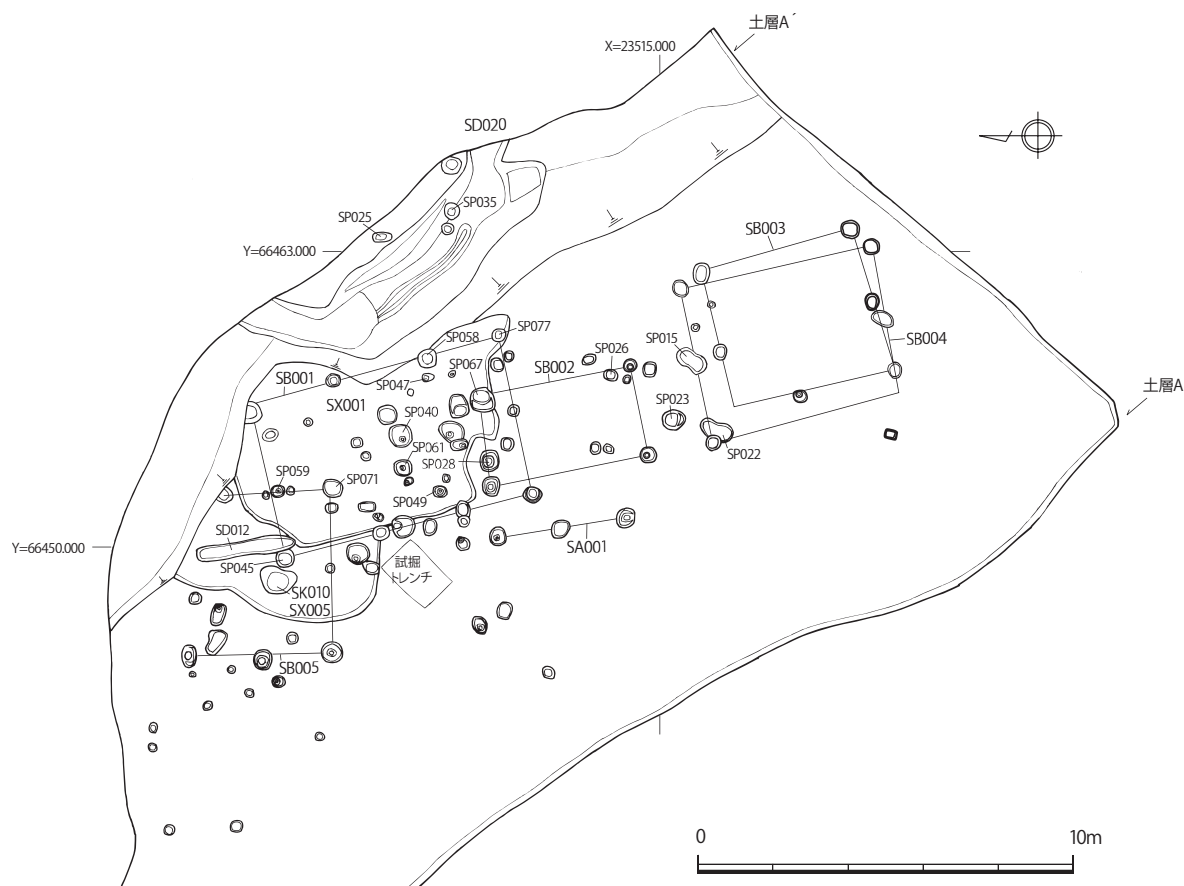 土層A´
X=23515.000
SD020
SP035
SP025
Y=66463.000
SB003
SP077
SP058
SB004
SP015
SP026
SB002
SP067
SP047
SB001
SX001
土層A
SP040
SP023
SP022
SP061
SP028
SP059
SP071
SP049
SD012
SA001
Y=66450.000
試掘
トレンチ
SP045
SK010
SX005
SB005
0
10m